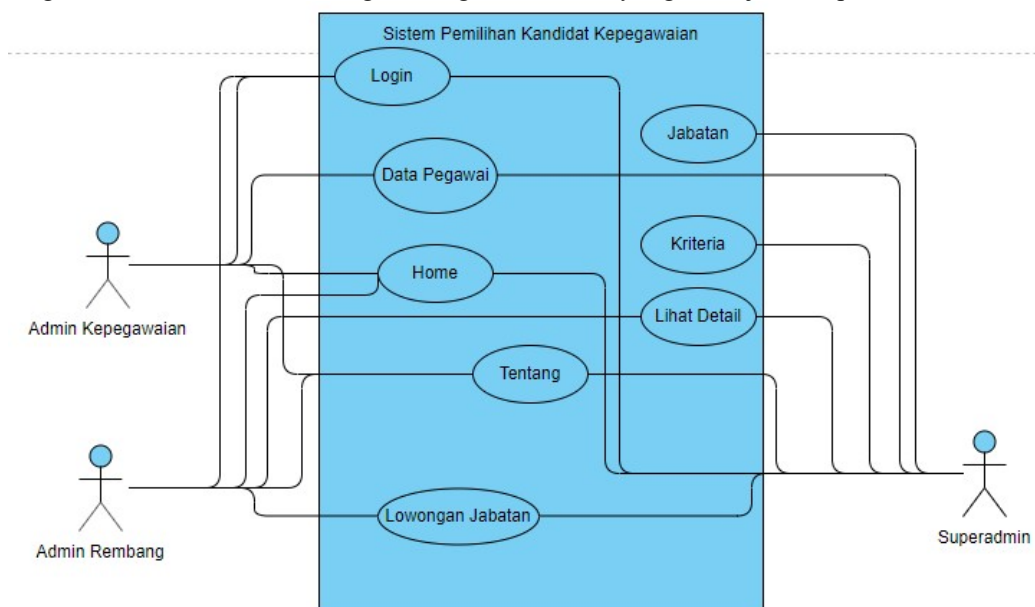 Sistem Pemilihan Kandidat Kepegawaian
Login
Jabatan
Data Pegawai
Kriteria
Home
Lihat Detail
Admin Kepegawaian
Tentang
Lowongan Jabatan
Admin Rembang
Superadmin